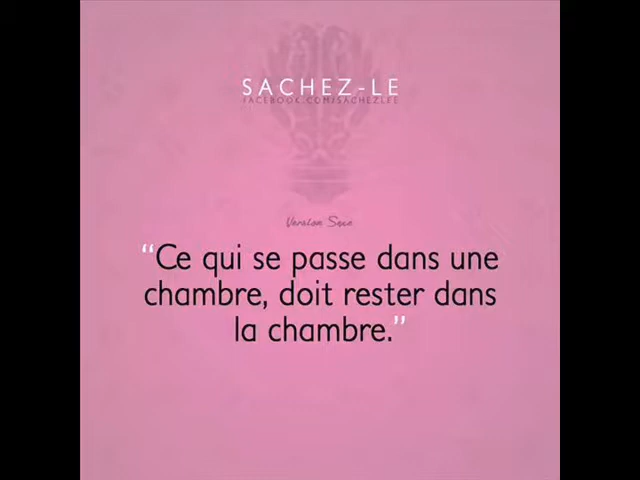 SACHEZ-LE
FACEBOOK.COM/SACHEZLEE
Version Sexe
“Ce qui se passe dans une
chambre, doit rester dans
la chambre.”